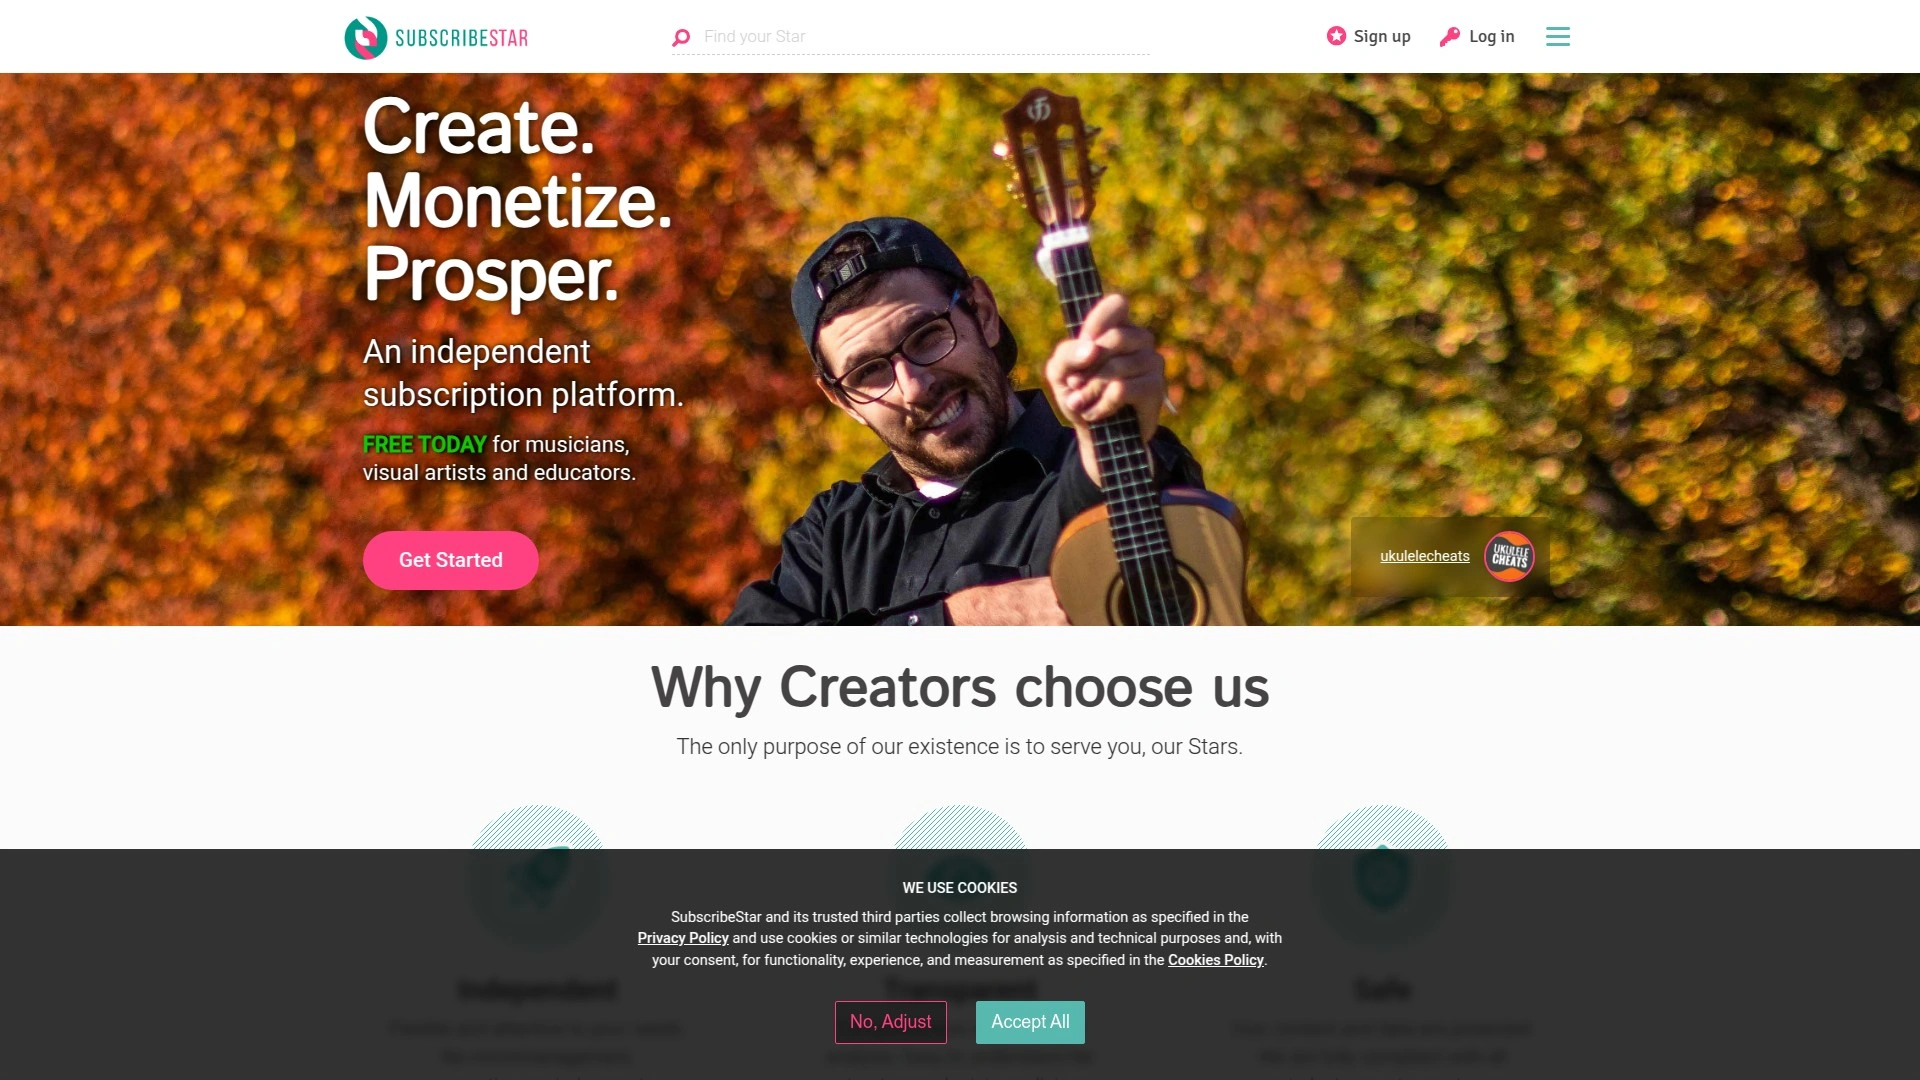 SUBSCRIBESTAR
Find your Star
Sign up
Log in
Create.
Monetize.
Prosper.
An independent
subscription platform.
FREE TODAY for musicians,
visual artists and educators.
Get Started
ukulelecheats
UKULELE
CHEATS
Why Creators choose us
The only purpose of our existence is to serve you, our Stars.
WE USE COOKIES
SubscribeStar and its trusted third parties collect browsing information as specified in the
Privacy Policy and use cookies or similar technologies for analysis and technical purposes and, with
your consent, for functionality, experience, and measurement as specified in the Cookies Policy.
Independent
Transparent
Safe
No, Adjust
Accept All